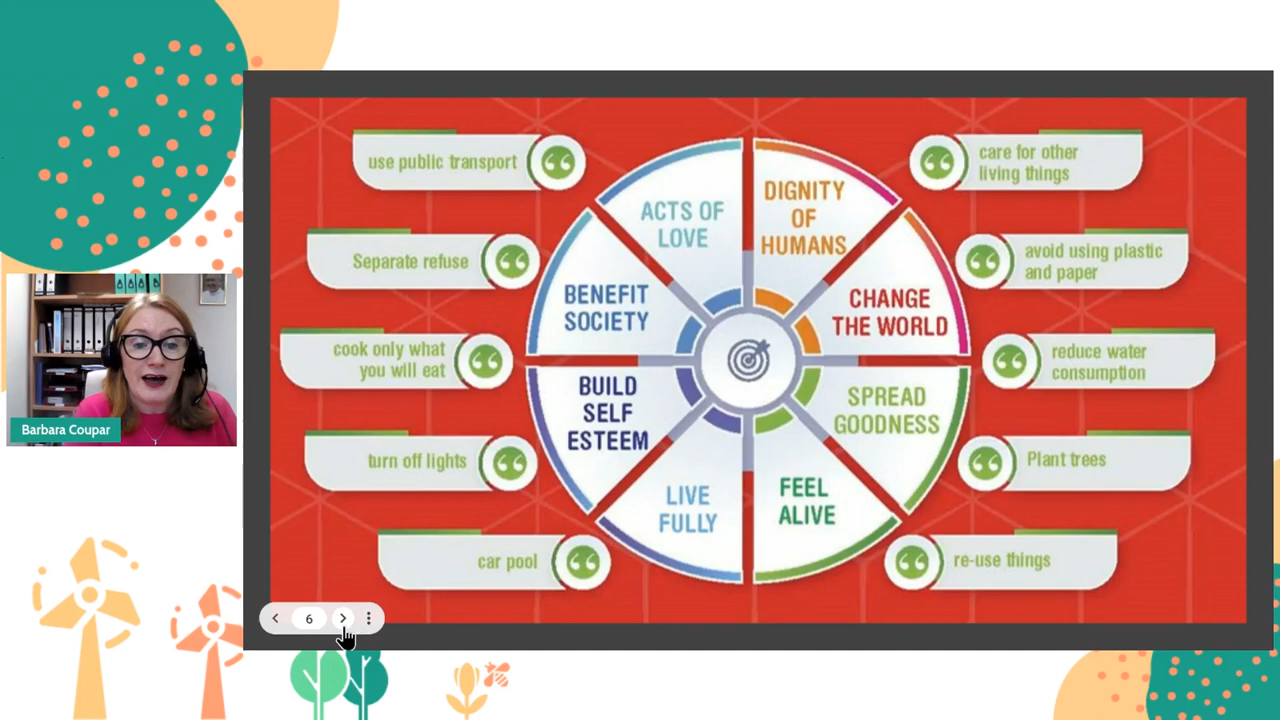 use public transport
Separate refuse
cook only what
you will eat
turn off lights
car pool
ACTS OF
LOVE
DIGNITY
OF
HUMANS
BENEFIT
SOCIETY
CHANGE
THE WORLD
BUILD
SELF
ESTEEM
SPREAD
GOODNESS
LIVE
FULLY
FEEL
ALIVE
care for other
living things
avoid using plastic
and paper
reduce water
consumption
Plant trees
re-use things
Barbara Coupar
6